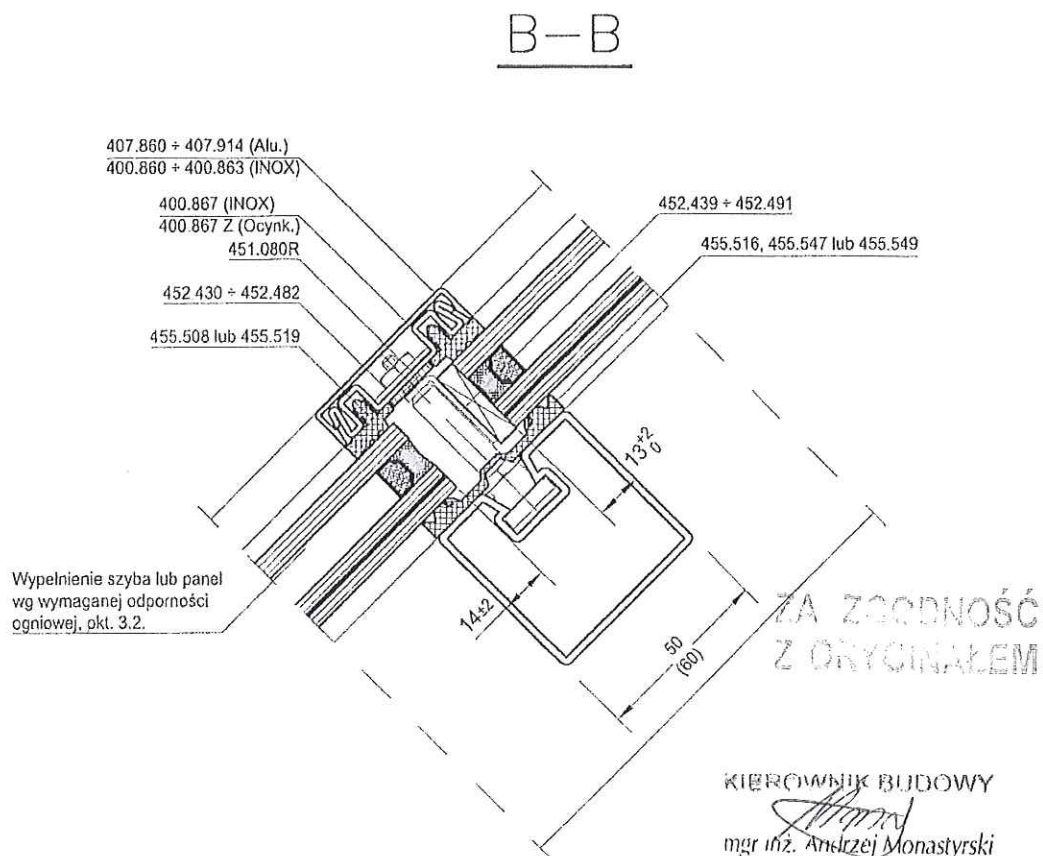 B-B
407.860 ÷ 407.914 (Alu.)
400.860 ÷ 400.863 (INOX)
400.867 (INOX)
400.867 Z (Ocynk.)
451.080R
452.430 ÷ 452.482
455.508 lub 455.519
452.439 ÷ 452.491
455.516, 455.547 lub 455.549
13 +2 0
14±2
50
(60)
Wypełnienie szyba lub panel
wg wymaganej odporności
ogniowej, pkt. 3.2.
ZA ZGODNOŚĆ
Z ORYGINAŁEM
KIEROWNIK BUDOWY
mgr inż. Andrzej Monastyrski